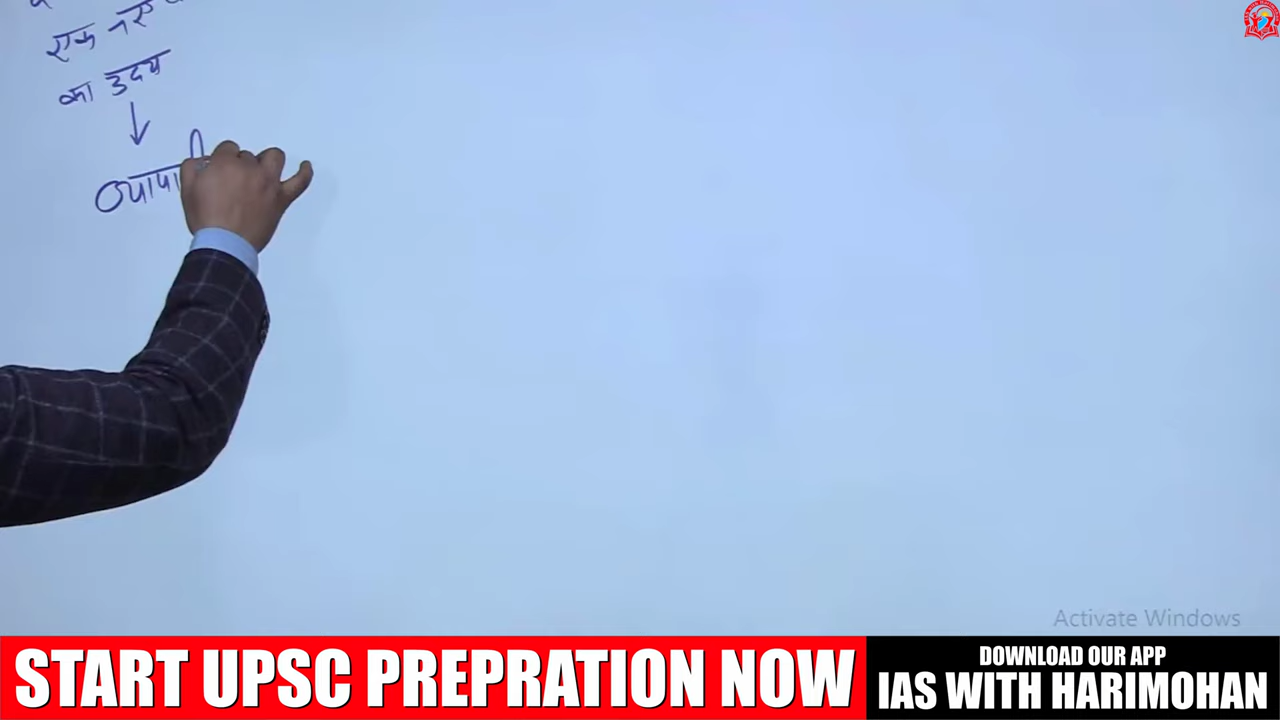 एक नए
का उदय
↓
व्यापा
Activate Windows
START UPSC PREPRATION NOW
DOWNLOAD OUR APP
IAS WITH HARIMOHAN